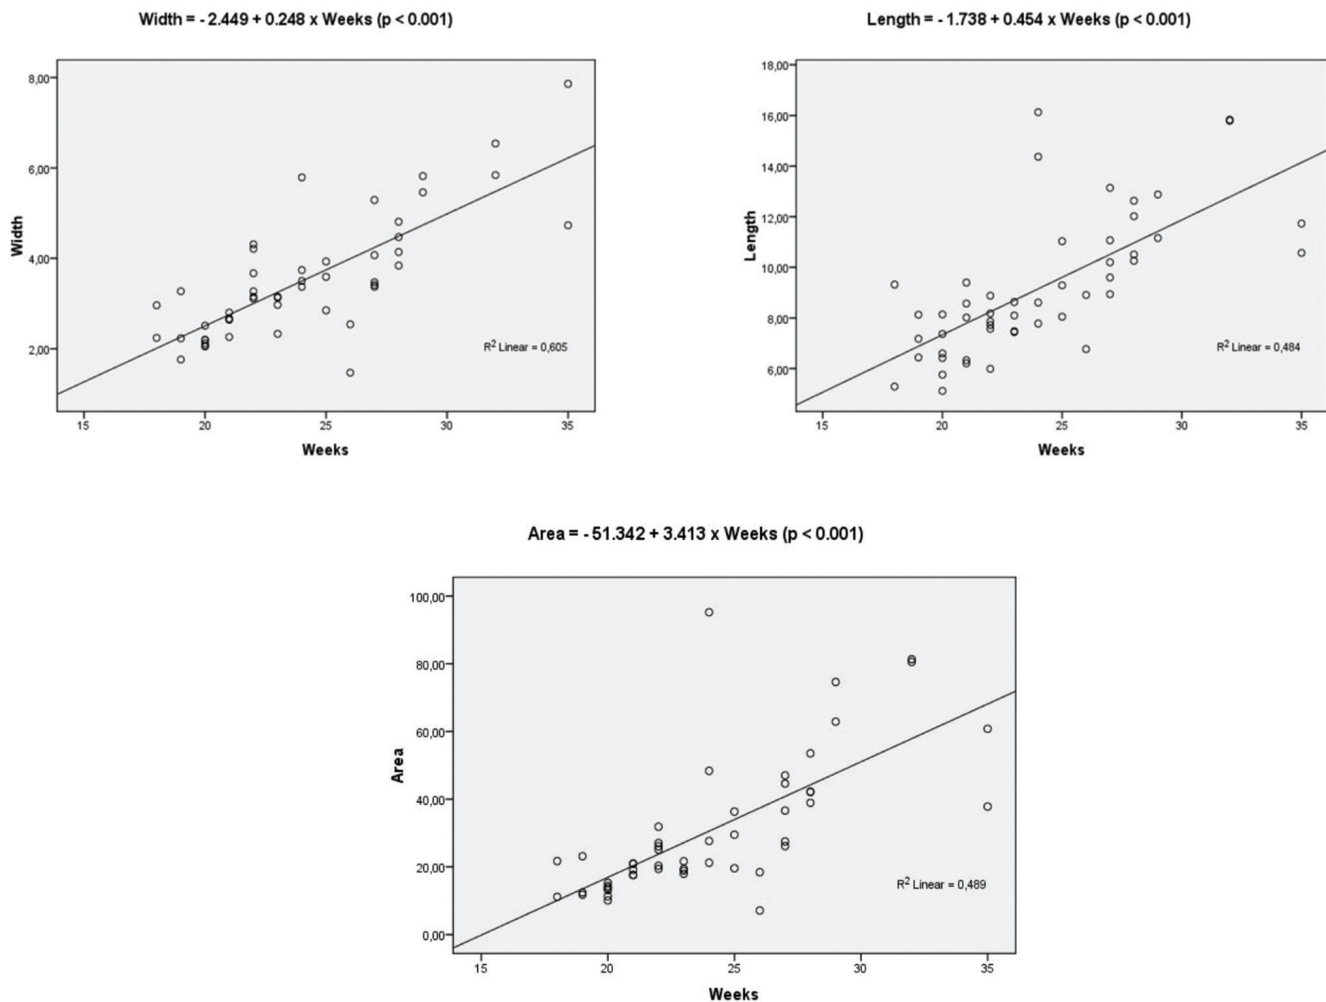 Width = - 2.449 + 0.248 x Weeks (p < 0.001)
8,00
6,00
4,00
2,00
Width
R2 Linear = 0,605
15 20 25 30 35
Weeks
Length = - 1.738 + 0.454 x Weeks (p < 0.001)
18,00
16,00
14,00
12,00
10,00
8,00
6,00
Length
R2 Linear = 0,484
15 20 25 30 35
Weeks
Area = - 51.342 + 3.413 x Weeks (p < 0.001)
100,00
80,00
60,00
40,00
20,00
0,00
Area
R2 Linear = 0,489
15 20 25 30 35
Weeks